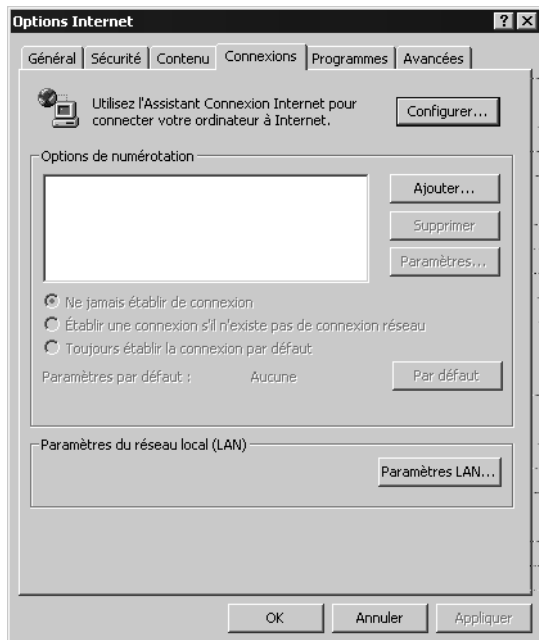 Options Internet
Général Sécurité Contenu Connexions Programmes Avancées
Utilisez l'Assistant Connexion Internet pour
connecter votre ordinateur à Internet.
Configurer...
Options de numérotation
Ajouter...
Supprimer
Paramètres...
Ne jamais établir de connexion
Établir une connexion s'il n'existe pas de connexion réseau
Toujours établir la connexion par défaut
Paramètres par défaut : Aucune Par défaut
Paramètres du réseau local (LAN)
Paramètres LAN...
OK Annuler Appliquer